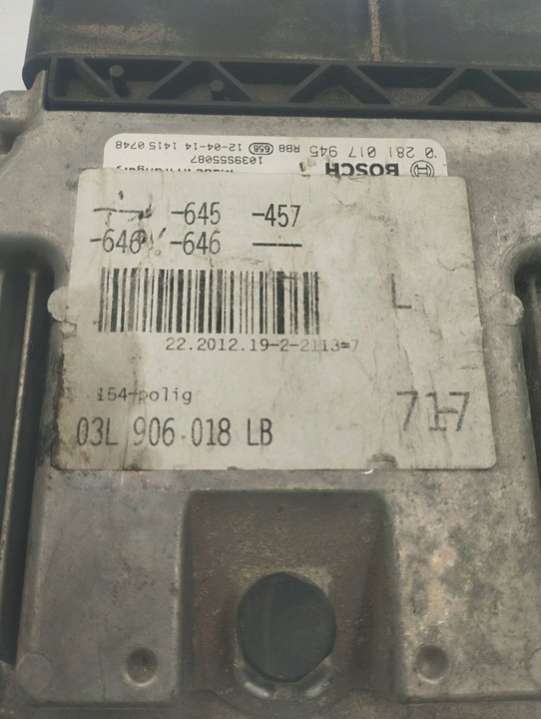 0 281 017 945 R88 656 12-04-14 1415 0748
1039S55087
BOSCH
-645 -457
-646 -646 —
L
22.2012.19-2-2113-7
154-polig
717
03L 906 018 LB